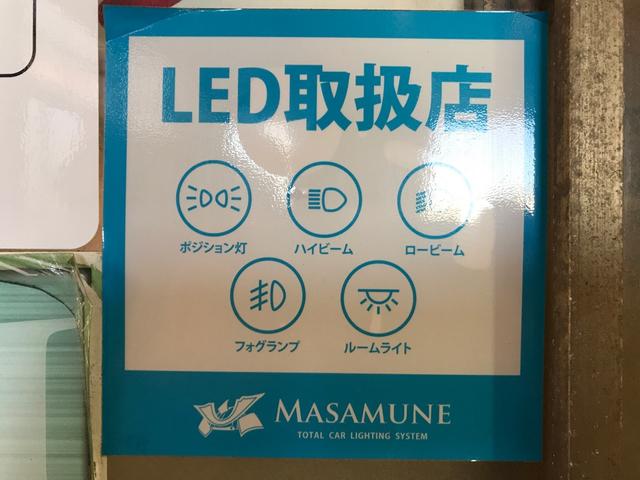 LED取扱店
ポジション灯 ハイビーム ロービーム
フォグランプ ルームライト
MASAMUNE
TOTAL CAR LIGHTING SYSTEM